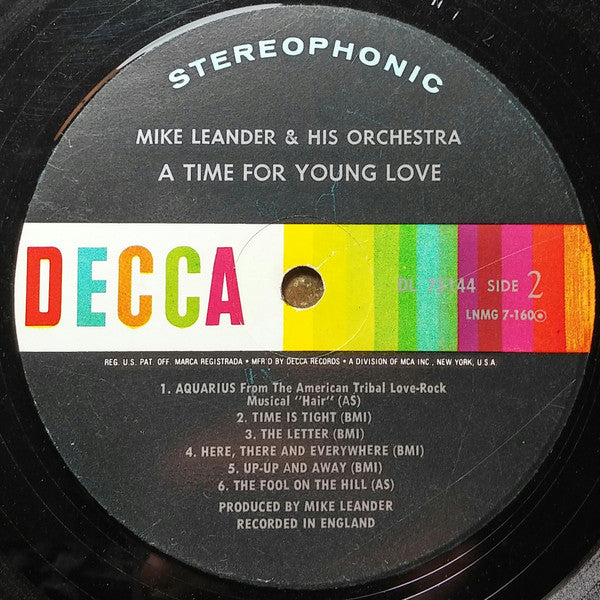 STEREOPHONIC
MIKE LEANDER & HIS ORCHESTRA
A TIME FOR YOUNG LOVE
DECCA
DL 75144 SIDE 2
LNMG 7-160
REG. U.S. PAT. OFF. MARCA REGISTRADA • MFR'D BY DECCA RECORDS • A DIVISION OF MCA INC., NEW YORK, U.S.A.
1. AQUARIUS From The American Tribal Love-Rock
Musical "Hair" (AS)
2. TIME IS TIGHT (BMI)
3. THE LETTER (BMI)
4. HERE, THERE AND EVERYWHERE (BMI)
5. UP-UP AND AWAY (BMI)
6. THE FOOL ON THE HILL (AS)
PRODUCED BY MIKE LEANDER
RECORDED IN ENGLAND